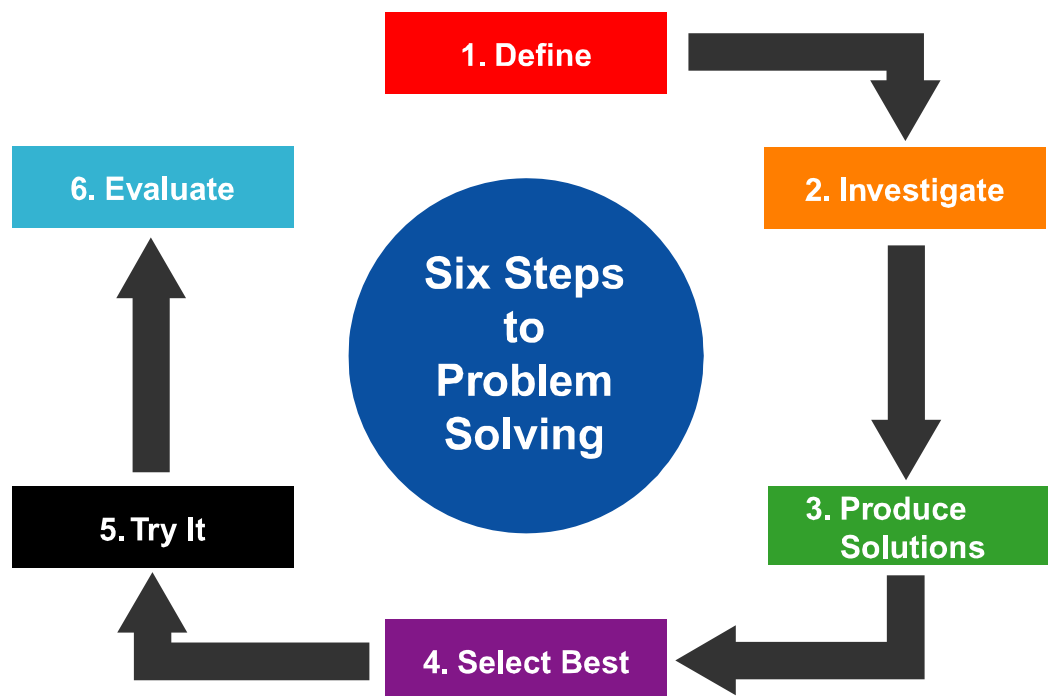 1. Define
2. Investigate
3. Produce
Solutions
4. Select Best
5. Try It
6. Evaluate
Six Steps
to
Problem
Solving